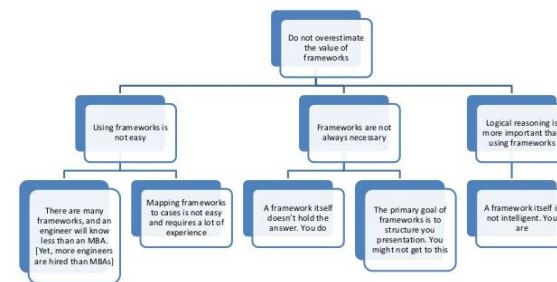 Do not overestimate
the value of
frameworks
Using frameworks is
not easy
Frameworks are not
always necessary
Logical reasoning is
more important tha
using frameworks
There are many
frameworks, and an
engineer will know
less than an MBA.
[Yet, more engineers
are hired than MBAs]
Mapping frameworks
to cases is not easy
and requires a lot of
experience
A framework itself
doesn't hold the
answer. You do
The primary goal of
frameworks is to
structure you
presentation. You
might not get to this
A framework itself i
not intelligent. You
are